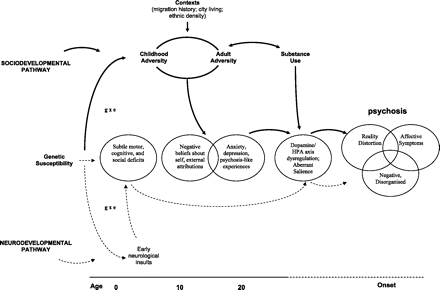 Contexts
(migration history; city living;
ethnic density)
Childhood
Adversity
Adult
Adversity
Substance
Use
SOCIODEVELOPMENTAL
PATHWAY
g x e
psychosis
Genetic
Susceptibility
Subtle motor,
cognitive, and
social deficits
Negative
beliefs about
self, external
attributions
Anxiety,
depression,
psychosis-like
experiences
Dopamine/
HPA axis
dysregulation;
Aberrant
Salience
Reality
Distortion
Affective
Symptoms
Negative,
Disorganised
g x e
NEURODEVELOPMENTAL
PATHWAY
Early
neurological
insults
Age 0 10 20 Onset